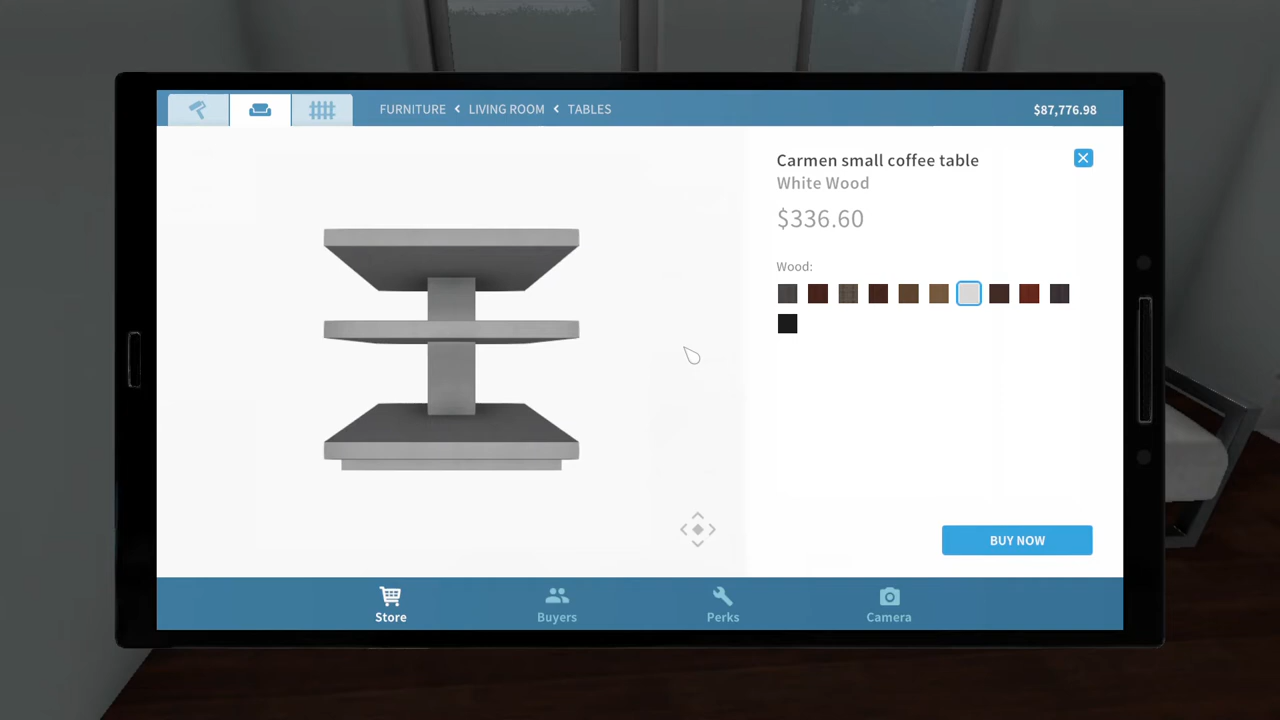 FURNITURE < LIVING ROOM < TABLES
$87,776.98
Carmen small coffee table
White Wood
$336.60
Wood:
BUY NOW
Store
Buyers
Perks
Camera